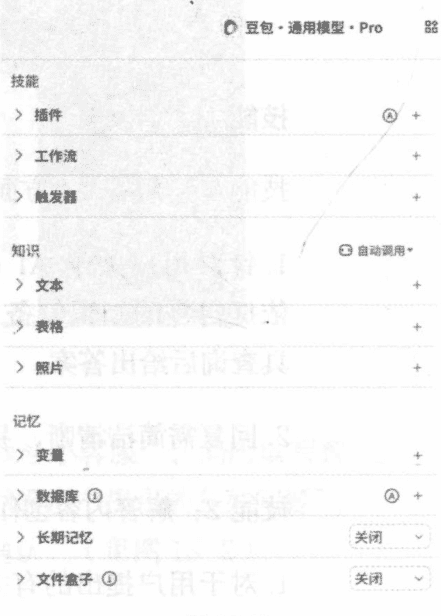 豆包·通用模型·Pro
技能
插件
工作流
触发器
知识 自动调用
文本
表格
照片
记忆
变量
数据库
长期记忆 关闭
文件盒子 关闭